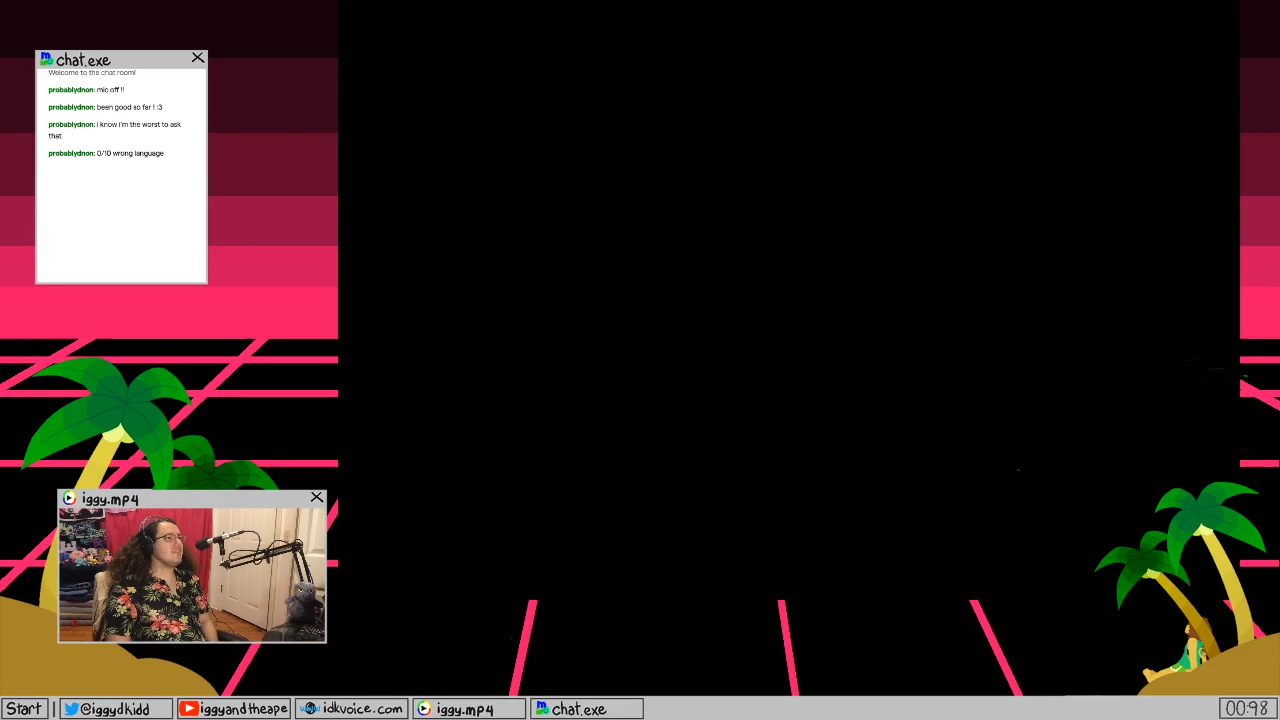 chat.exe
Welcome to the chat room!
probablydnon: mic off !!
probablydnon: been good so far ! :3
probablydnon: i know i'm the worst to ask
that
probablydnon: 0/10 wrong language
iggy.mp4
Start | @iggydkidd iggyandtheape www idkvoice.com iggy.mp4 chat.exe 00:98